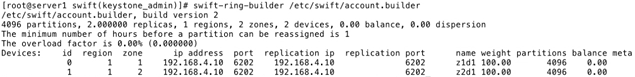 [root@server1 swift(keystone_admin)]# swift-ring-builder /etc/swift/account.builder
/etc/swift/account.builder, build version 2
4096 partitions, 2.000000 replicas, 1 regions, 2 zones, 2 devices, 0.00 balance, 0.00 dispersion
The minimum number of hours before a partition can be reassigned is 1
The overload factor is 0.00% (0.000000)
Devices: id region zone ip address port replication ip replication port name weight partitions balance meta
0 1 1 192.168.4.10 6202 192.168.4.10 6202 z1d1 100.00 4096 0.00
1 1 2 192.168.4.10 6202 192.168.4.10 6202 z2d1 100.00 4096 0.00